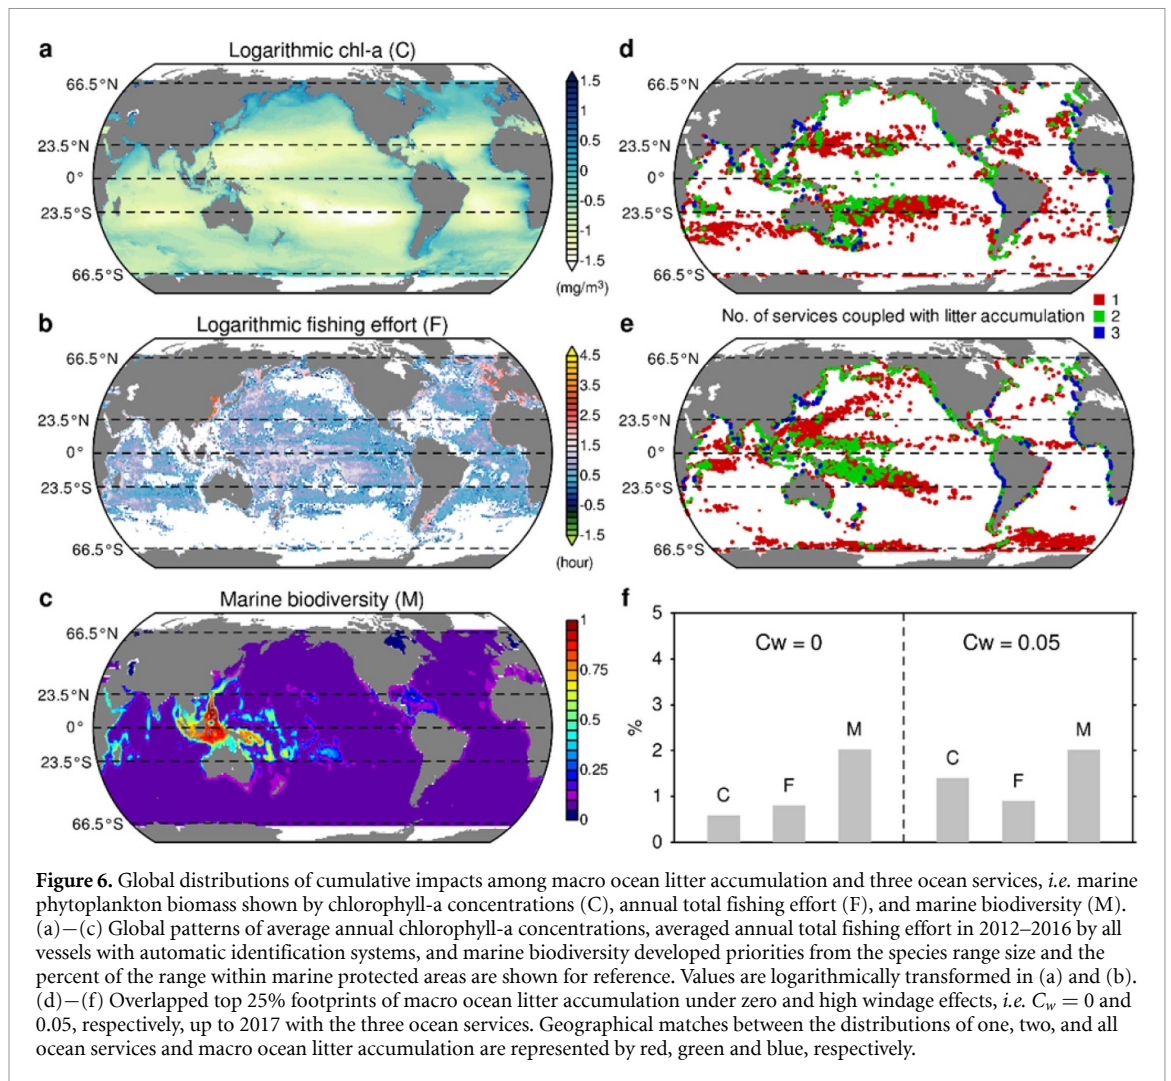 a
Logarithmic chl-a (C)
66.5°N
23.5°N
0°
23.5°S
66.5°S
1.5
1
0.5
0
-0.5
-1
-1.5
(mg/m³)
b
Logarithmic fishing effort (F)
66.5°N
23.5°N
0°
23.5°S
66.5°S
4.5
3.5
2.5
1.5
0.5
-0.5
-1.5
(hour)
c
Marine biodiversity (M)
66.5°N
23.5°N
0°
23.5°S
66.5°S
1
0.75
0.5
0.25
0
d
66.5°N
23.5°N
0°
23.5°S
66.5°S
No. of services coupled with litter accumulation
1
2
3
e
66.5°N
23.5°N
0°
23.5°S
66.5°S
f
5
4
3
2
1
0
%
Cw = 0
Cw = 0.05
C
F
M
C
F
M
Figure 6. Global distributions of cumulative impacts among macro ocean litter accumulation and three ocean services, i.e. marine
phytoplankton biomass shown by chlorophyll-a concentrations (C), annual total fishing effort (F), and marine biodiversity (M).
(a)–(c) Global patterns of average annual chlorophyll-a concentrations, averaged annual total fishing effort in 2012–2016 by all
vessels with automatic identification systems, and marine biodiversity developed priorities from the species range size and the
percent of the range within marine protected areas are shown for reference. Values are logarithmically transformed in (a) and (b).
(d)–(f) Overlapped top 25% footprints of macro ocean litter accumulation under zero and high windage effects, i.e. Cw = 0 and
0.05, respectively, up to 2017 with the three ocean services. Geographical matches between the distributions of one, two, and all
ocean services and macro ocean litter accumulation are represented by red, green and blue, respectively.